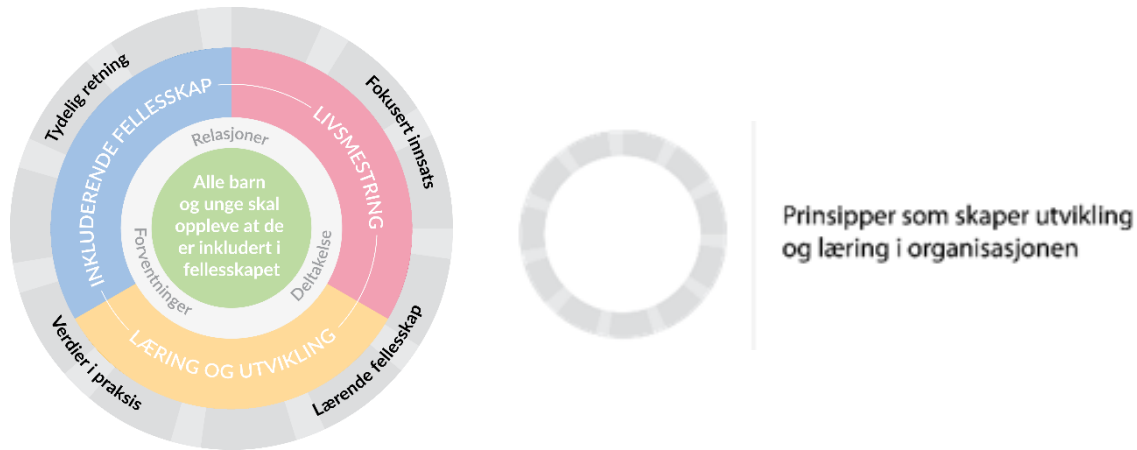 Tydelig retning
Fokusert innsats
INKLUDERENDE FELLESSKAP
LIVSMESTRING
Relasjoner
Alle barn
og unge skal
oppleve at de
er inkludert i
fellesskapet
Forventninger
Deltakelse
LÆRING OG UTVIKLING
Verdier i praksis
Lærende fellesskap
Prinsipper som skaper utvikling
og læring i organisasjonen